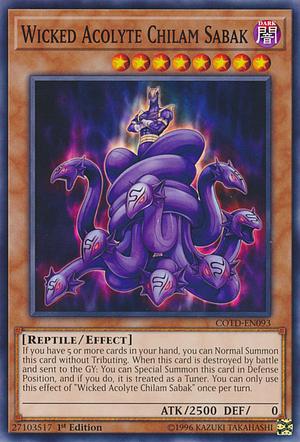 WICKED ACOLYTE CHILAM SABAK
DARK
闇
COTD-EN093
[REPTILE/EFFECT]
If you have 5 or more cards in your hand, you can Normal Summon
this card without Tributing. When this card is destroyed by battle
and sent to the GY: You can Special Summon this card in Defense
Position, and if you do, it is treated as a Tuner. You can only use
this effect of "Wicked Acolyte Chilam Sabak" once per turn.
ATK/2500 DEF/ 0
27103517 1st Edition ©1996 KAZUKI TAKAHASHI